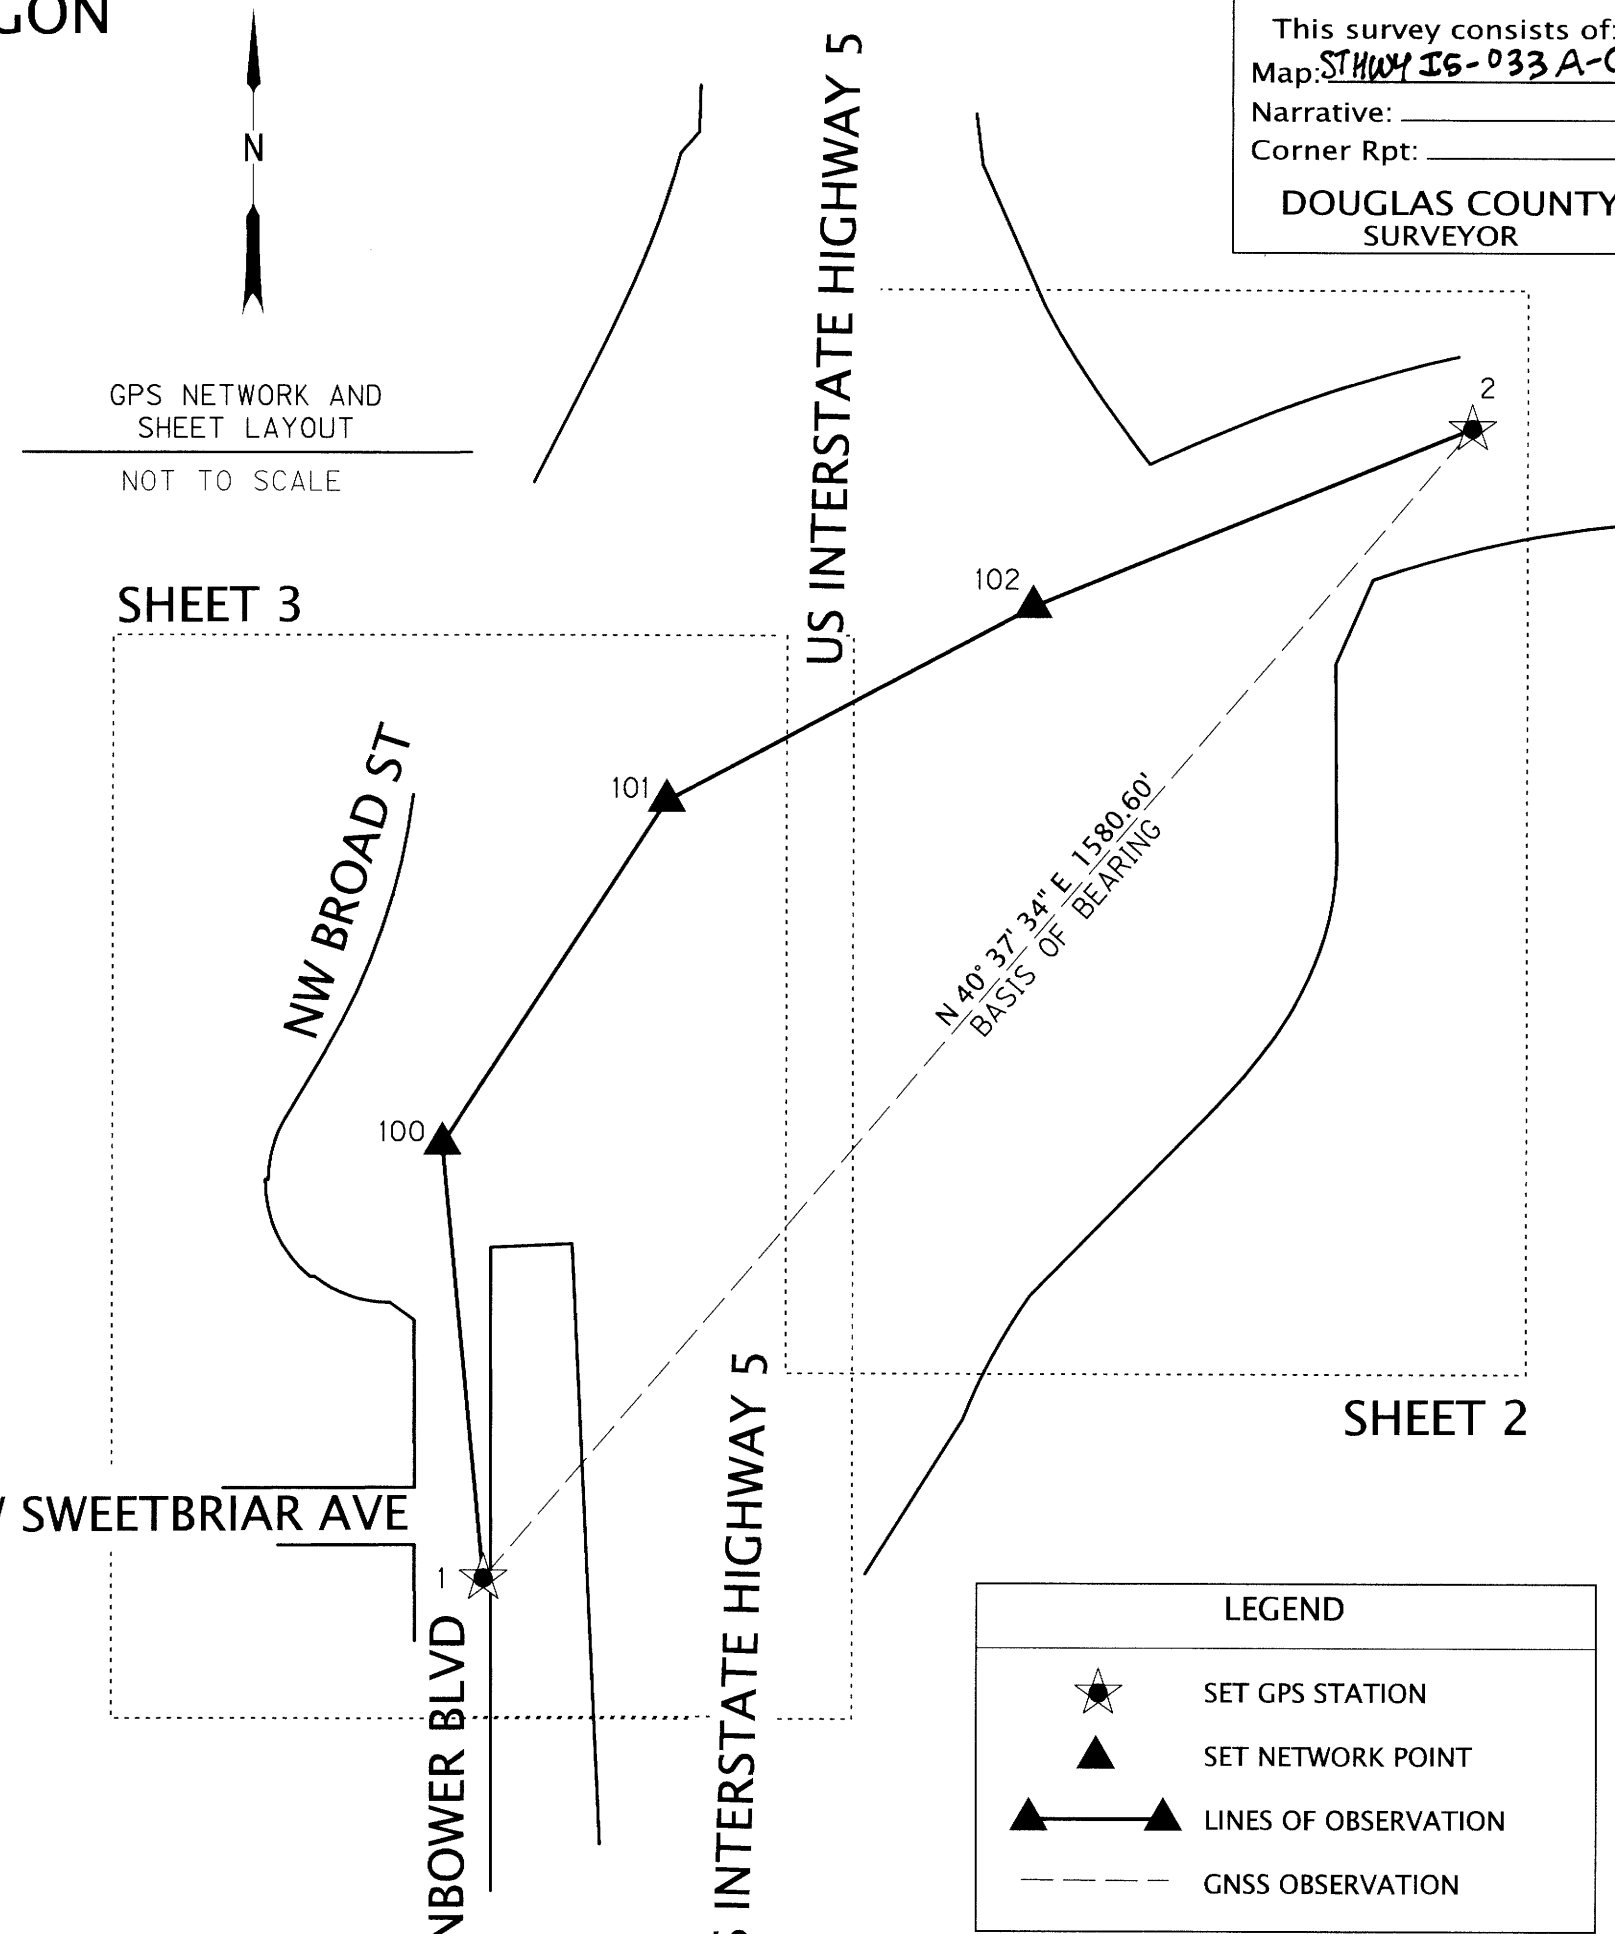 This survey consists of:
Map: STHWY I5-033 A-
Narrative:
Corner Rpt:
DOUGLAS COUNTY
SURVEYOR
N
GPS NETWORK AND
SHEET LAYOUT
NOT TO SCALE
US INTERSTATE HIGHWAY 5
2
102
SHEET 3
101
NW BROAD ST
N 40° 37' 34" E 1580.60'
BASIS OF BEARING
100
SHEET 2
SWEETBRIAR AVE
1
NBOWER BLVD
INTERSTATE HIGHWAY 5
LEGEND
SET GPS STATION
SET NETWORK POINT
LINES OF OBSERVATION
GNSS OBSERVATION